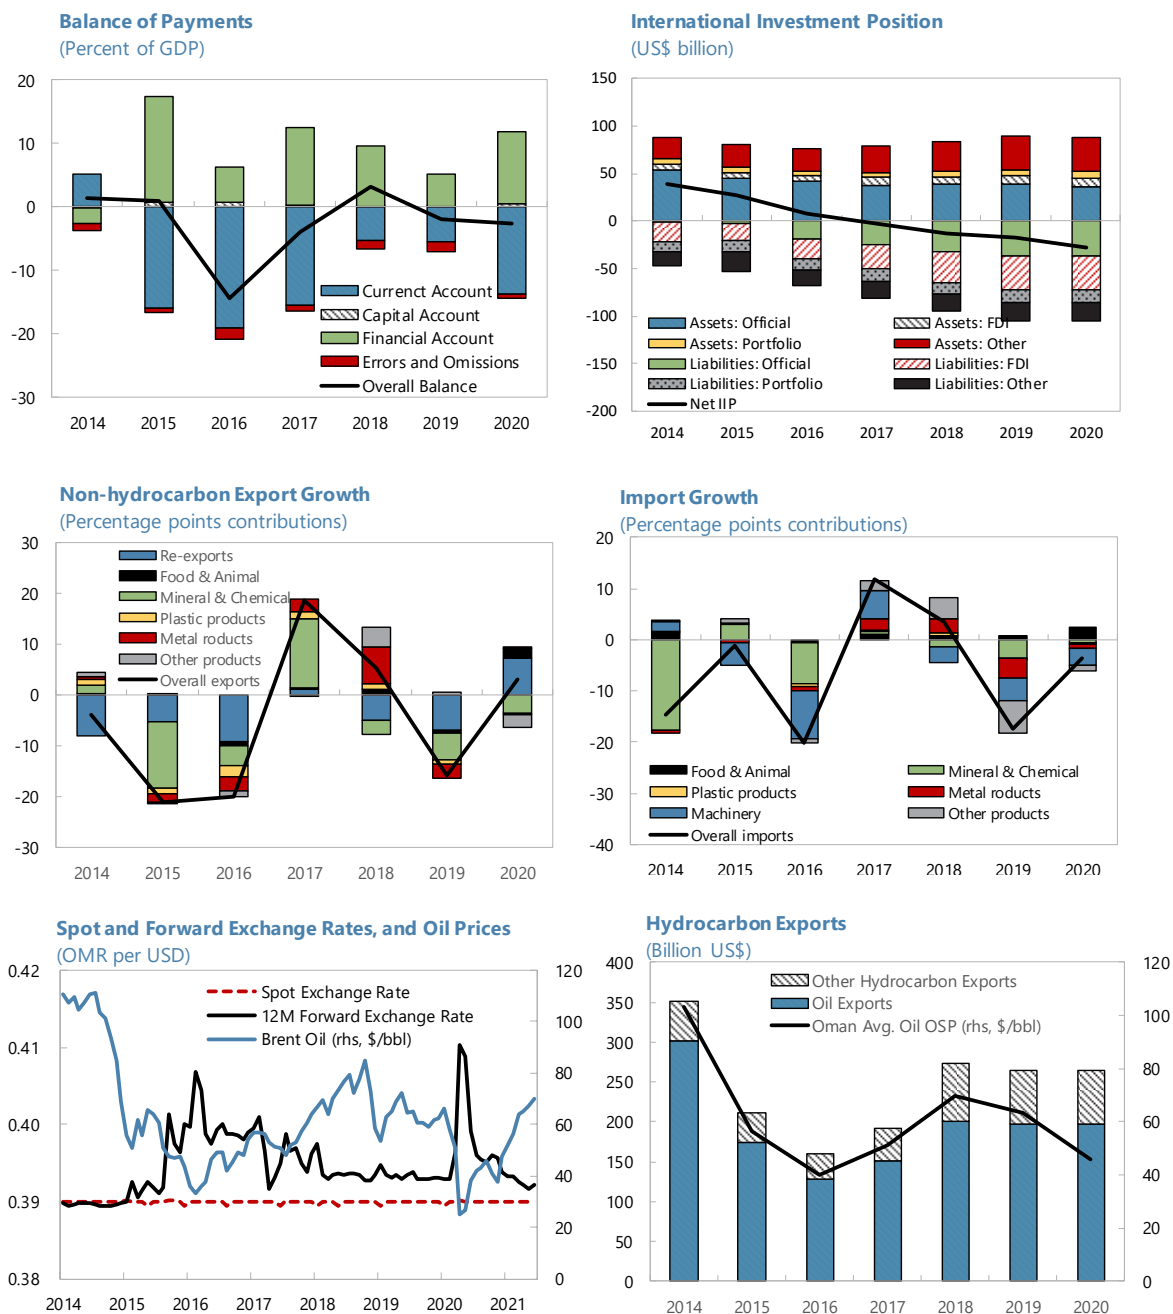 Balance of Payments
(Percent of GDP)
20
10
0
-10
-20
-30
Currenct Account
Capital Account
Financial Account
Errors and Omissions
Overall Balance
2014 2015 2016 2017 2018 2019 2020
International Investment Position
(US$ billion)
150
100
50
0
-50
-100
-150
-200
Assets: Official
Assets: FDI
Assets: Portfolio
Assets: Other
Liabilities: Official
Liabilities: FDI
Liabilities: Portfolio
Liabilities: Other
Net IIP
2014 2015 2016 2017 2018 2019 2020
Non-hydrocarbon Export Growth
(Percentage points contributions)
30
20
10
0
-10
-20
-30
Re-exports
Food & Animal
Mineral & Chemical
Plastic products
Metal roducts
Other products
Overall exports
2014 2015 2016 2017 2018 2019 2020
Import Growth
(Percentage points contributions)
20
10
0
-10
-20
-30
-40
Food & Animal
Mineral & Chemical
Plastic products
Metal roducts
Machinery
Other products
Overall imports
2014 2015 2016 2017 2018 2019 2020
Spot and Forward Exchange Rates, and Oil Prices
(OMR per USD)
0.42
0.41
0.40
0.39
0.38
120
100
80
60
40
20
0
Spot Exchange Rate
12M Forward Exchange Rate
Brent Oil (rhs, $/bbl)
2014 2015 2016 2017 2018 2019 2020 2021
Hydrocarbon Exports
(Billion US$)
400
350
300
250
200
150
100
50
0
120
100
80
60
40
20
0
Other Hydrocarbon Exports
Oil Exports
Oman Avg. Oil OSP (rhs, $/bbl)
2014 2015 2016 2017 2018 2019 2020